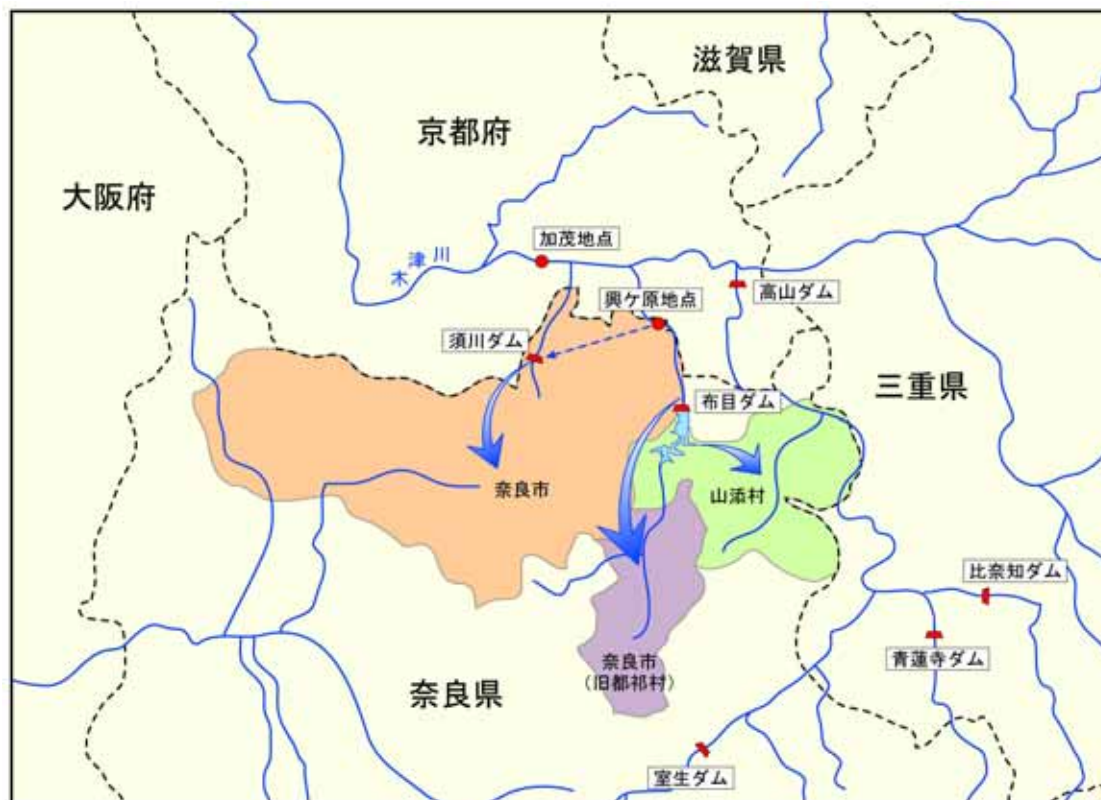 滋賀県
京都府
大阪府
木津川
加茂地点
高山ダム
興ケ原地点
須川ダム
三重県
布目ダム
奈良市
山添村
比奈知ダム
青蓮寺ダム
奈良市
（旧都祁村）
奈良県
室生ダム